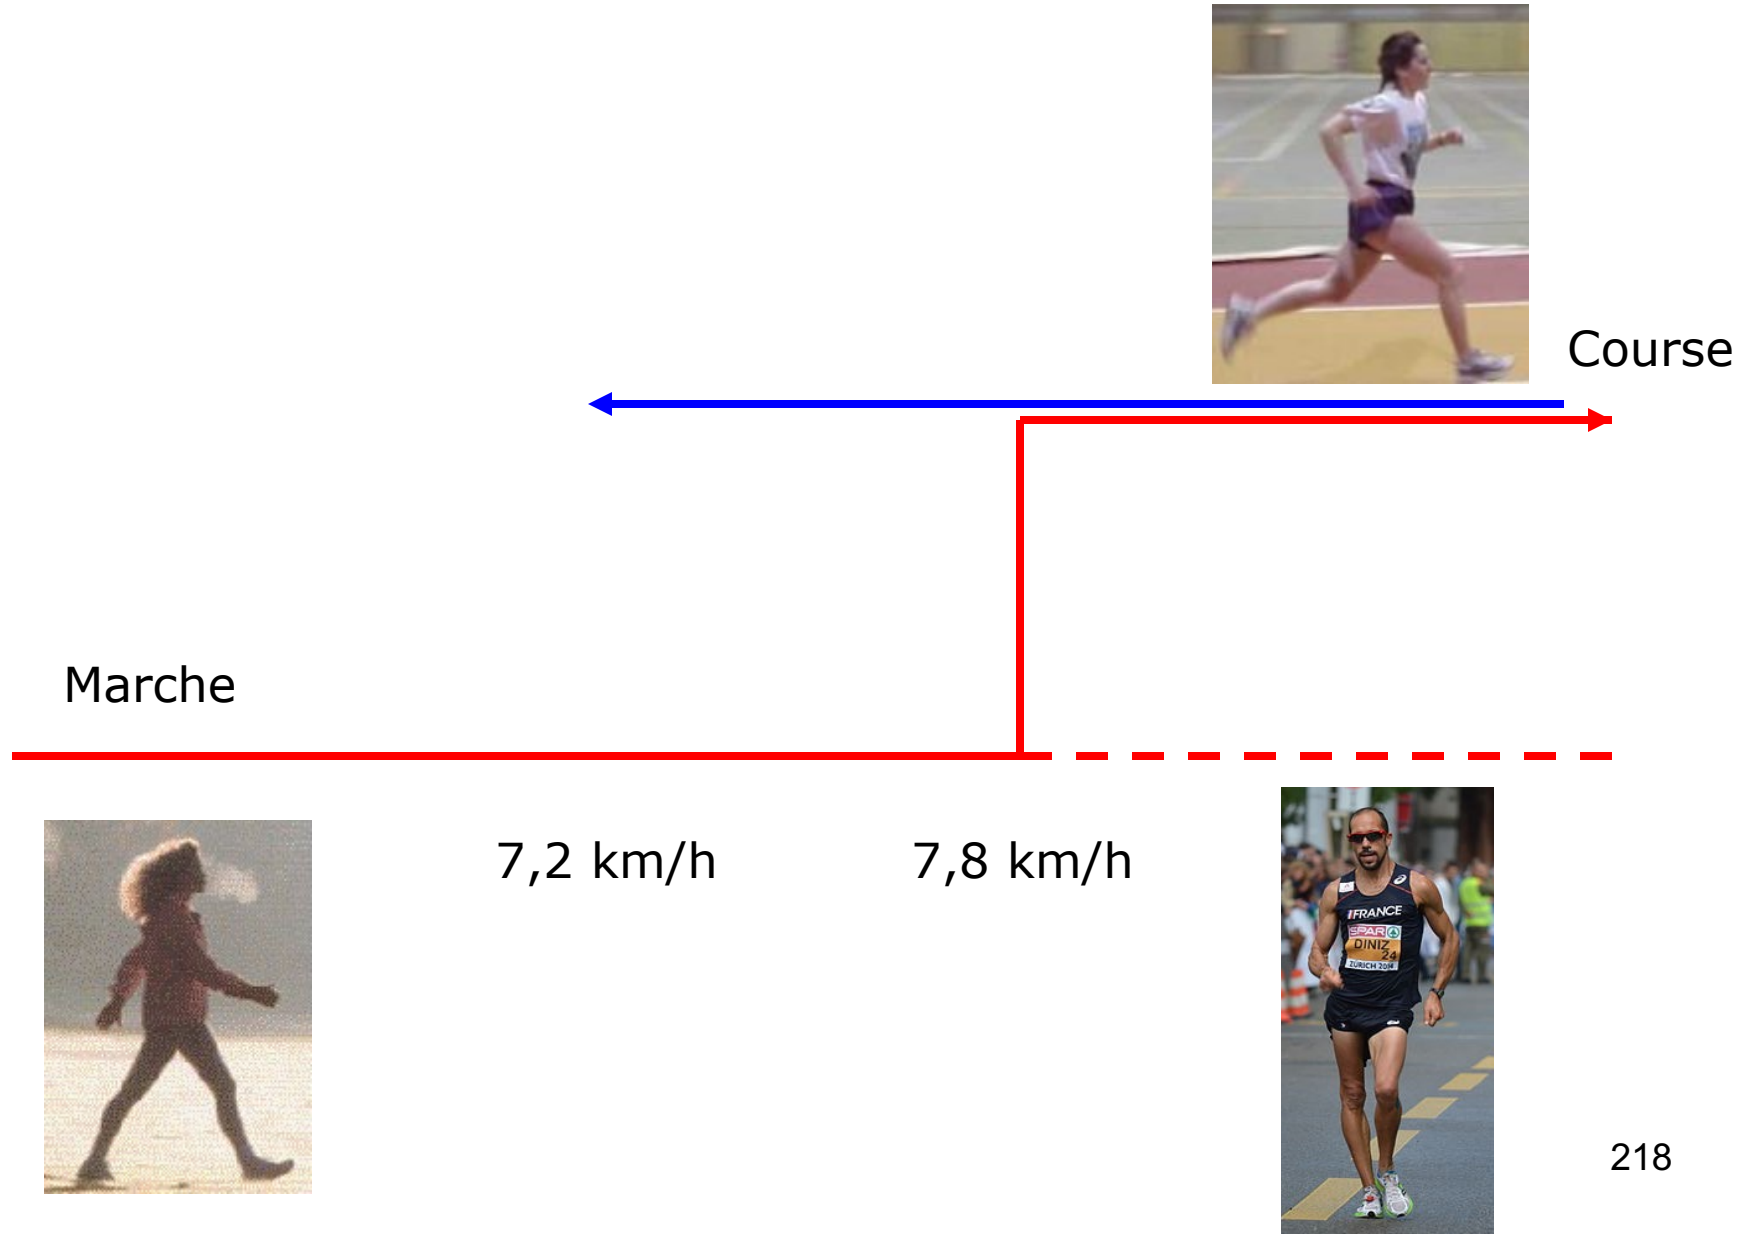 Course
Marche
7,2 km/h
7,8 km/h
FRANCE
SPAR
DINIZ
24
ZÜRICH 2014
218